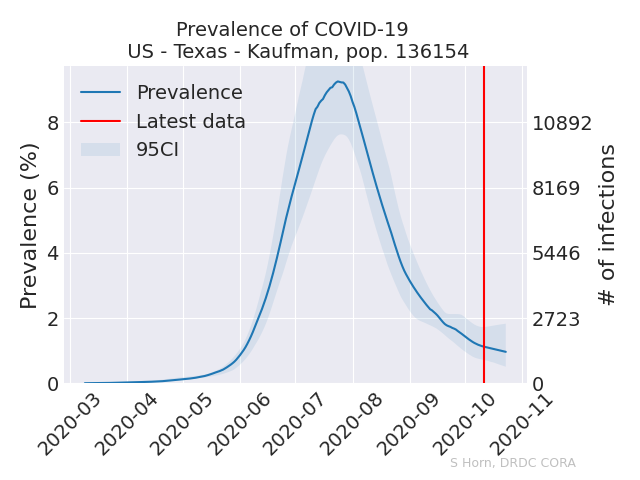 Prevalence of COVID-19
US - Texas - Kaufman, pop. 136154
Prevalence
Latest data
95CI
Prevalence (%)
8
6
4
2
0
10892
8169
5446
2723
0
# of infections
2020-03
2020-04
2020-05
2020-06
2020-07
2020-08
2020-09
2020-10
2020-11
S Horn, DRDC CORA